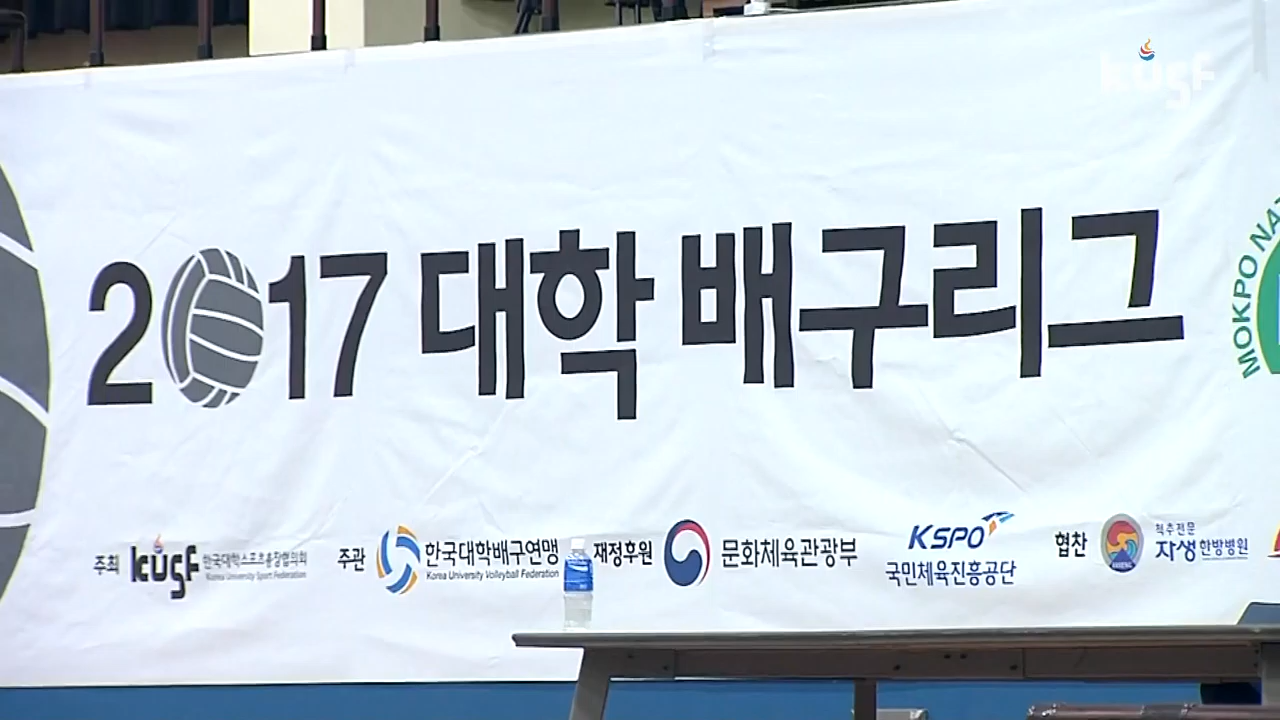 kusf
MOKPO NA
2017 대학 배구리그
주최 kusf 한국대학스포츠총장협의회
Korea University Sport Federation
주관 한국대학배구연맹
Korea University Volleyball Federation
재정후원 문화체육관광부
KSPO
국민체육진흥공단
협찬 척추전문
자생한방병원